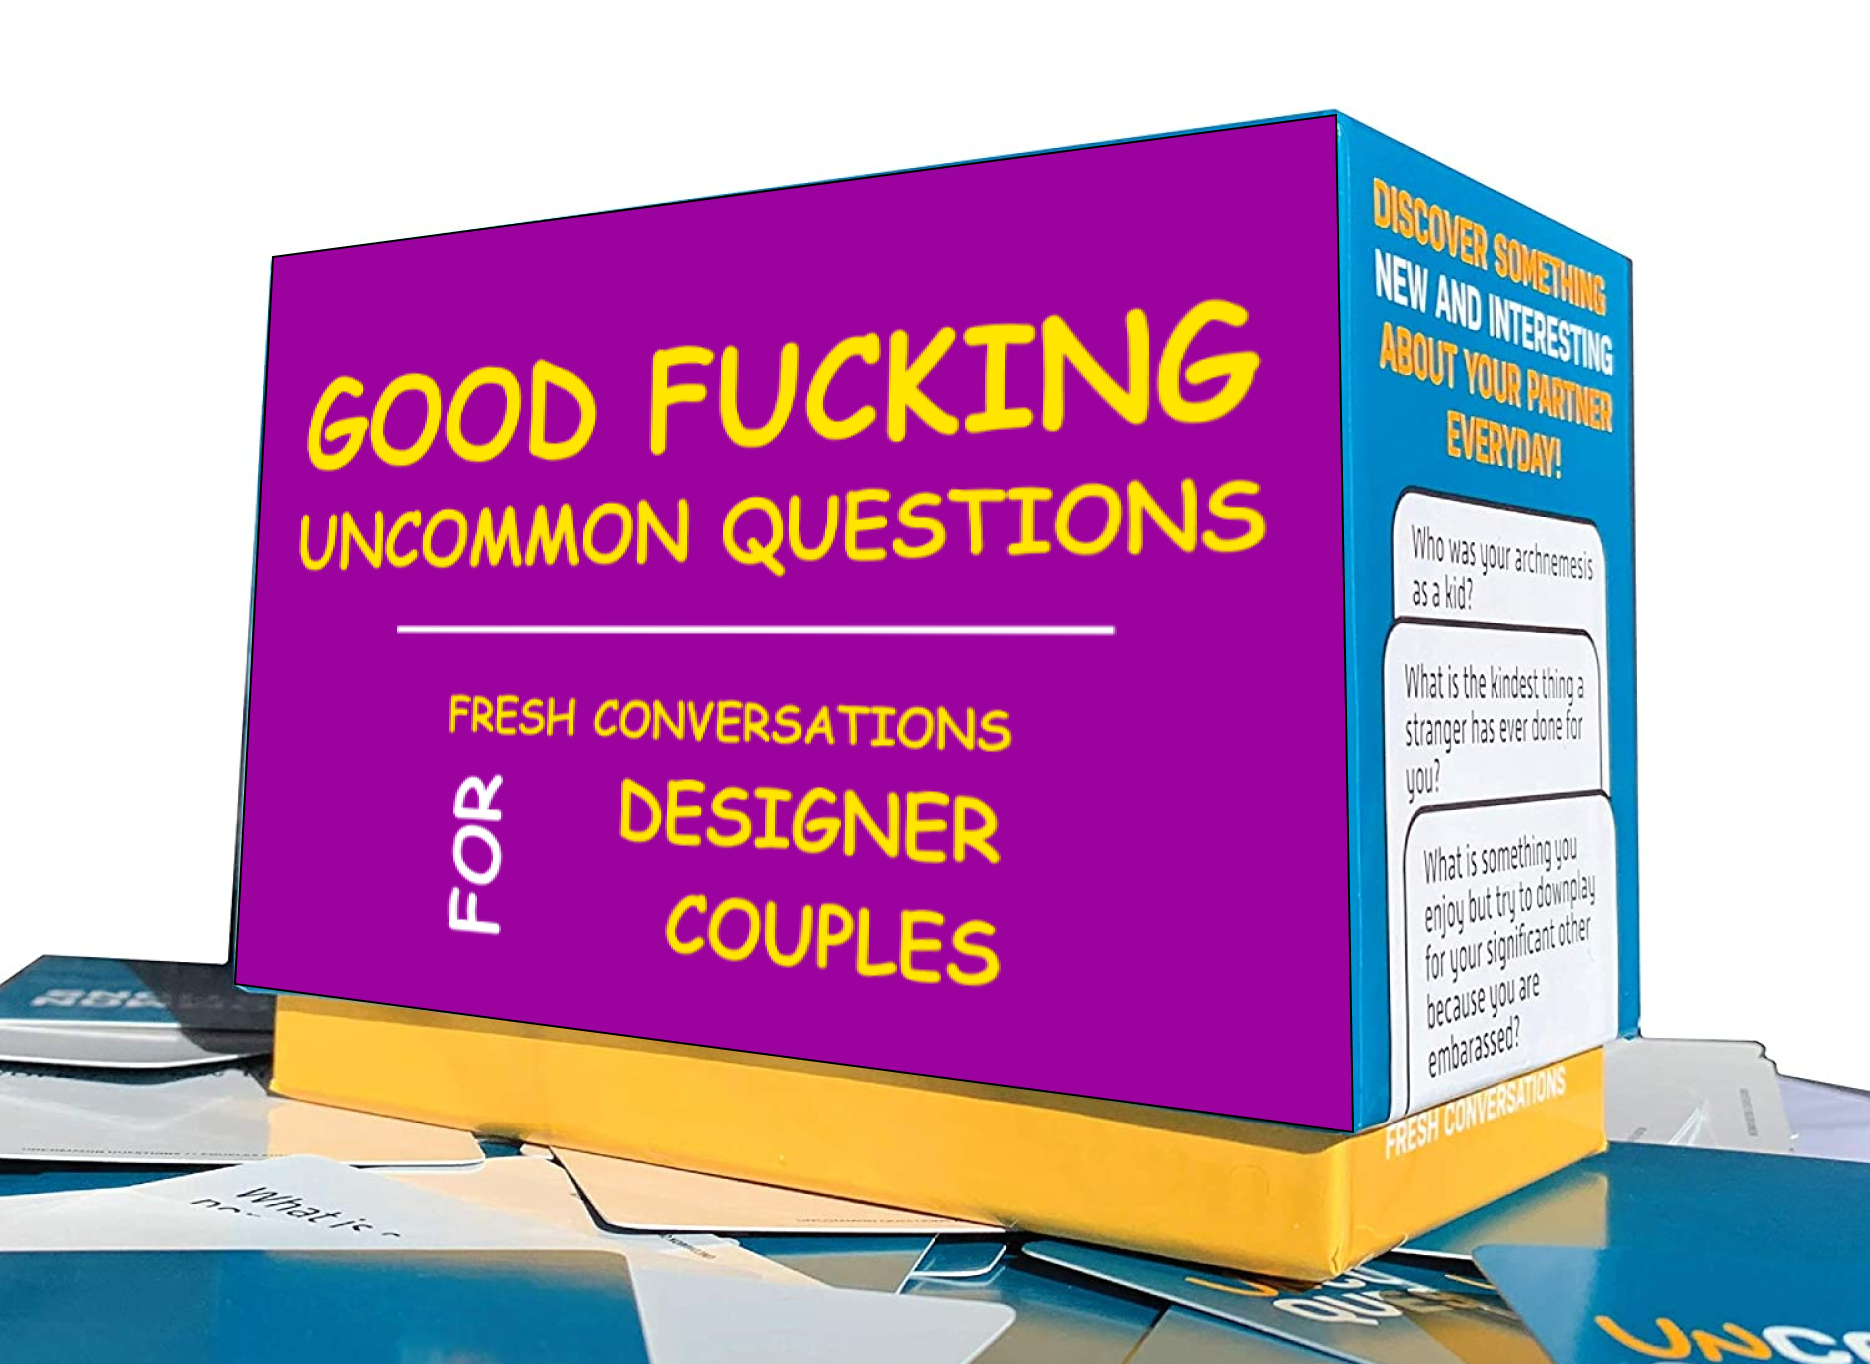 GOOD FUCKING
UNCOMMON QUESTIONS
FRESH CONVERSATIONS
FOR
DESIGNER
COUPLES
DISCOVER SOMETHING
NEW AND INTERESTING
ABOUT YOUR PARTNER
EVERYDAY!
Who was your archnemesis
as a kid?
What is the kindest thing a
stranger has ever done for
you?
What is something you
enjoy but try to downplay
for your significant other
because you are
embarassed?
FRESH CONVERSATIONS
What is